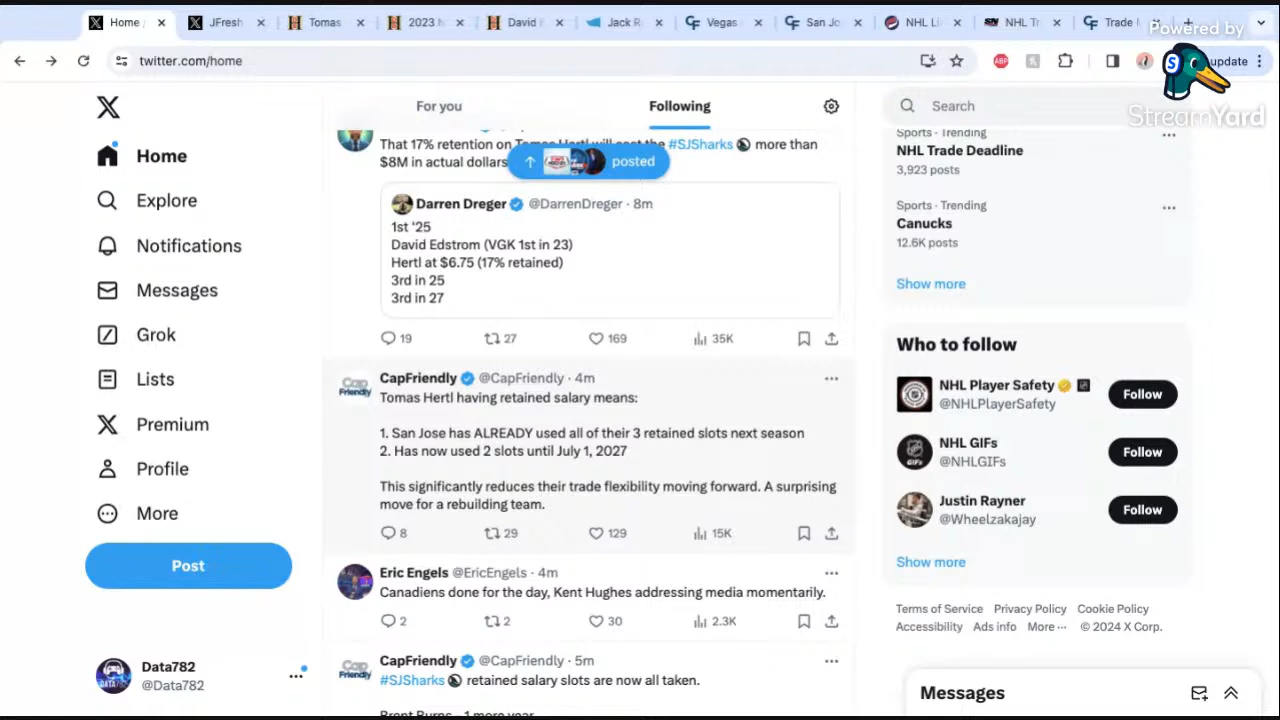 Home
JFresh
Tomas
2023 N
David
Jack R
Vegas
San Jo
NHL Li
NHL Tr
Trade
Powered by
StreamYard
twitter.com/home
ABP
update
Home
Explore
Notifications
Messages
Grok
Lists
Premium
Profile
More
Post
Data782
@Data782
For you
Following
That 17% retention on Tomas Hertl will cost the #SJSharks more than
$8M in actual dollars
posted
Darren Dreger @DarrenDreger · 8m
1st '25
David Edstrom (VGK 1st in 23)
Hertl at $6.75 (17% retained)
3rd in 25
3rd in 27
19 27 169 35K
CapFriendly @CapFriendly · 4m
Tomas Hertl having retained salary means:
1. San Jose has ALREADY used all of their 3 retained slots next season
2. Has now used 2 slots until July 1, 2027
This significantly reduces their trade flexibility moving forward. A surprising
move for a rebuilding team.
8 29 129 15K
Eric Engels @EricEngels · 4m
Canadiens done for the day, Kent Hughes addressing media momentarily.
2 2 30 2.3K
CapFriendly @CapFriendly · 5m
#SJSharks retained salary slots are now all taken.
Brent Burns - 1 more year
Search
Sports · Trending
NHL Trade Deadline
3,923 posts
Sports · Trending
Canucks
12.6K posts
Show more
Who to follow
NHL Player Safety
@NHLPlayerSafety
Follow
NHL GIFs
@NHLGIFs
Follow
Justin Rayner
@Wheelzakajay
Follow
Show more
Terms of Service Privacy Policy Cookie Policy
Accessibility Ads info More ··· © 2024 X Corp.
Messages